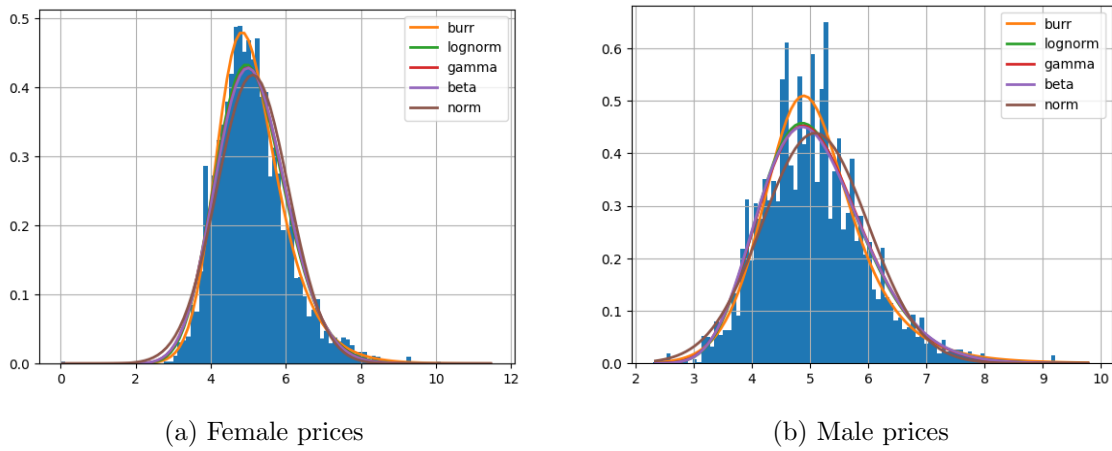 0.5
0.4
0.3
0.2
0.1
0.0
0 2 4 6 8 10 12
burr
lognorm
gamma
beta
norm
(a) Female prices
0.6
0.5
0.4
0.3
0.2
0.1
0.0
2 3 4 5 6 7 8 9 10
burr
lognorm
gamma
beta
norm
(b) Male prices